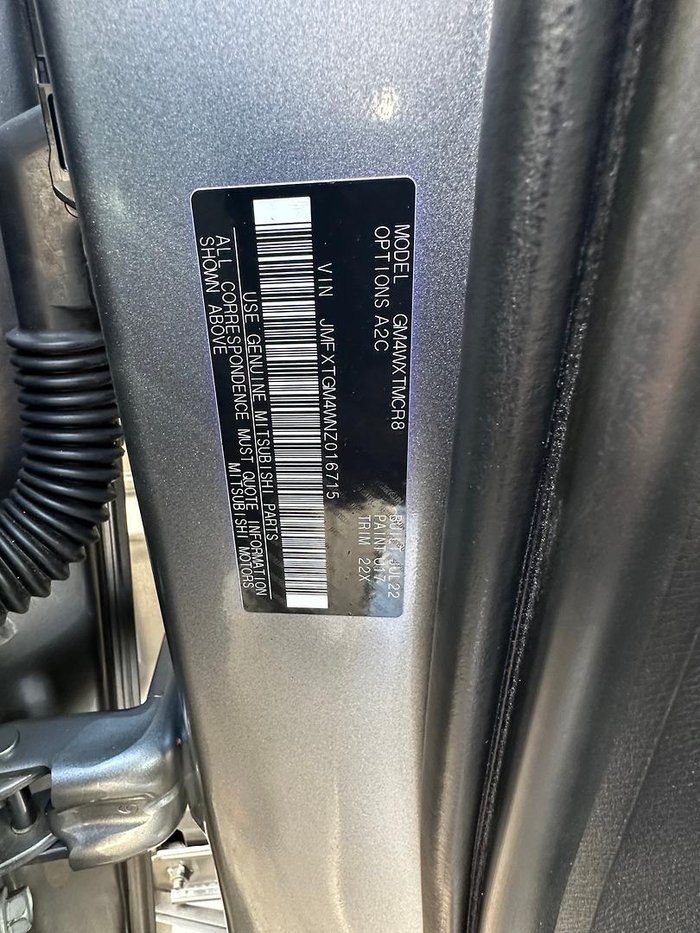 MODEL GM4WXTMCR8
OPTIONS A2C
BUILT JUL22
PAINT U17
TRIM 22X
VIN JMFXTGM4WNZ016715
USE GENUINE MITSUBISHI PARTS
ALL CORRESPONDENCE MUST QUOTE INFORMATION
SHOWN ABOVE
MITSUBISHI MOTORS